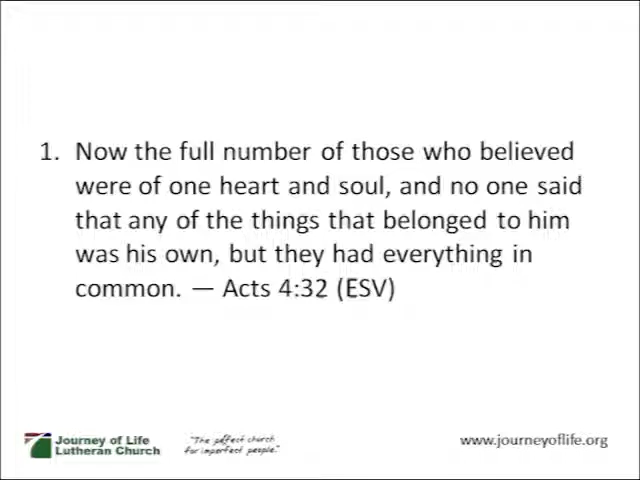 1. Now the full number of those who believed
were of one heart and soul, and no one said
that any of the things that belonged to him
was his own, but they had everything in
common. — Acts 4:32 (ESV)
Journey of Life
Lutheran Church
"The perfect church
for imperfect people."
www.journeyoflife.org